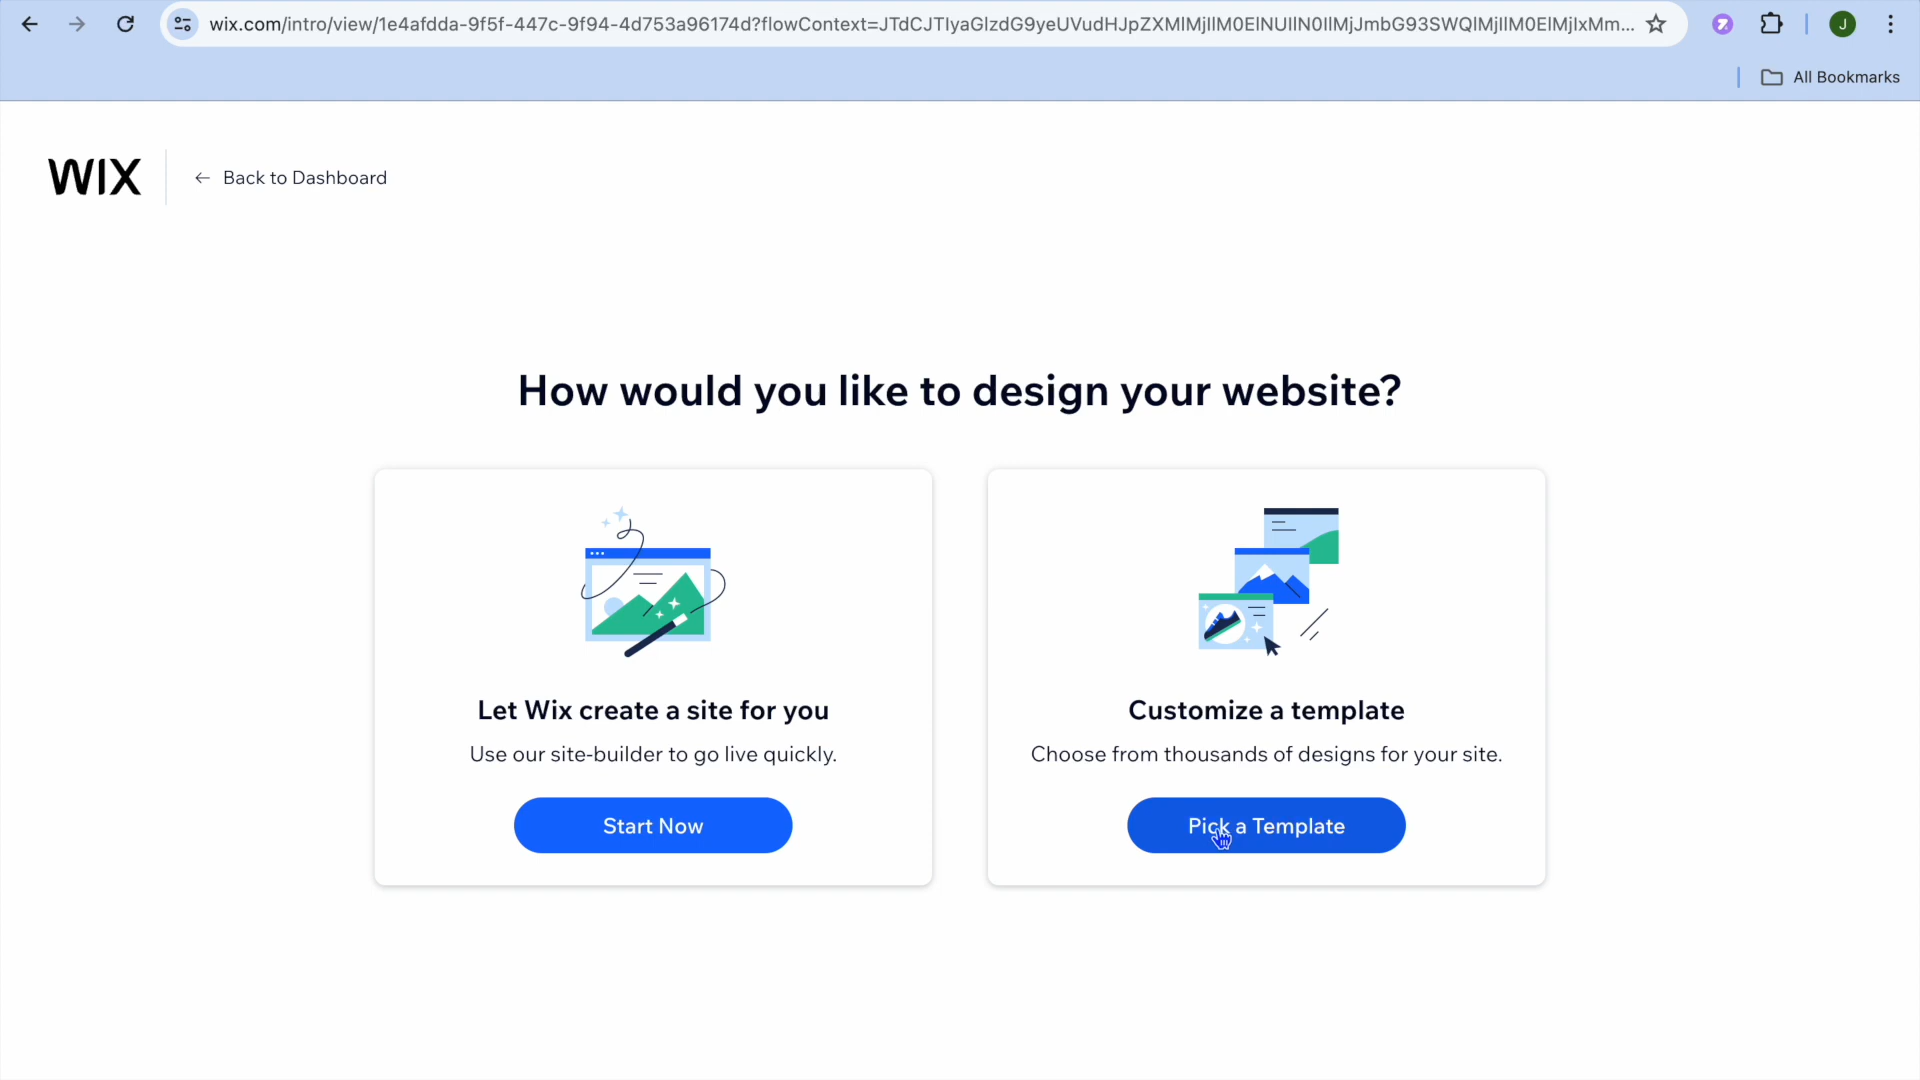 wix.com/intro/view/1e4afdda-9f5f-447c-9f94-4d753a96174d?flowContext=JTdCJTIyaGlzdG9yeUVudHJpZXMlMjIlM0ElNUIlN0IlMjJmbG93SWQlMjIlM0ElMjIxMm...
J
All Bookmarks
WIX
← Back to Dashboard
How would you like to design your website?
Let Wix create a site for you
Use our site-builder to go live quickly.
Start Now
Customize a template
Choose from thousands of designs for your site.
Pick a Template